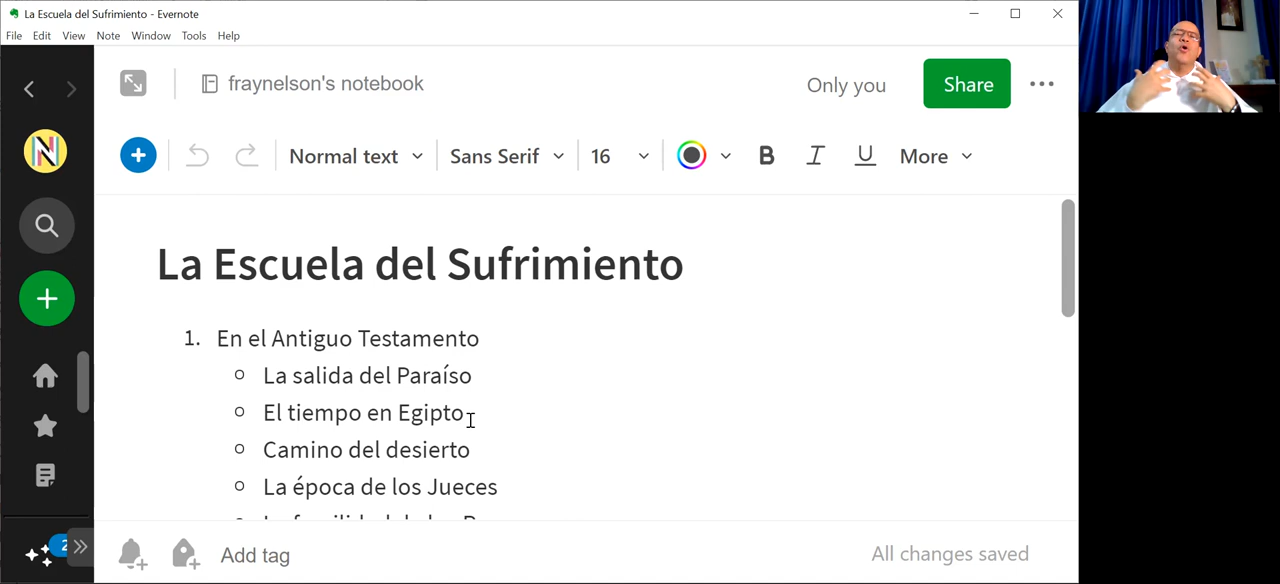 La Escuela del Sufrimiento - Evernote
File Edit View Note Window Tools Help
fraynelson's notebook
Only you
Share
Normal text
Sans Serif
16
B
I
U
More
La Escuela del Sufrimiento
1. En el Antiguo Testamento
La salida del Paraíso
El tiempo en Egipto
Camino del desierto
La época de los Jueces
2
Add tag
All changes saved